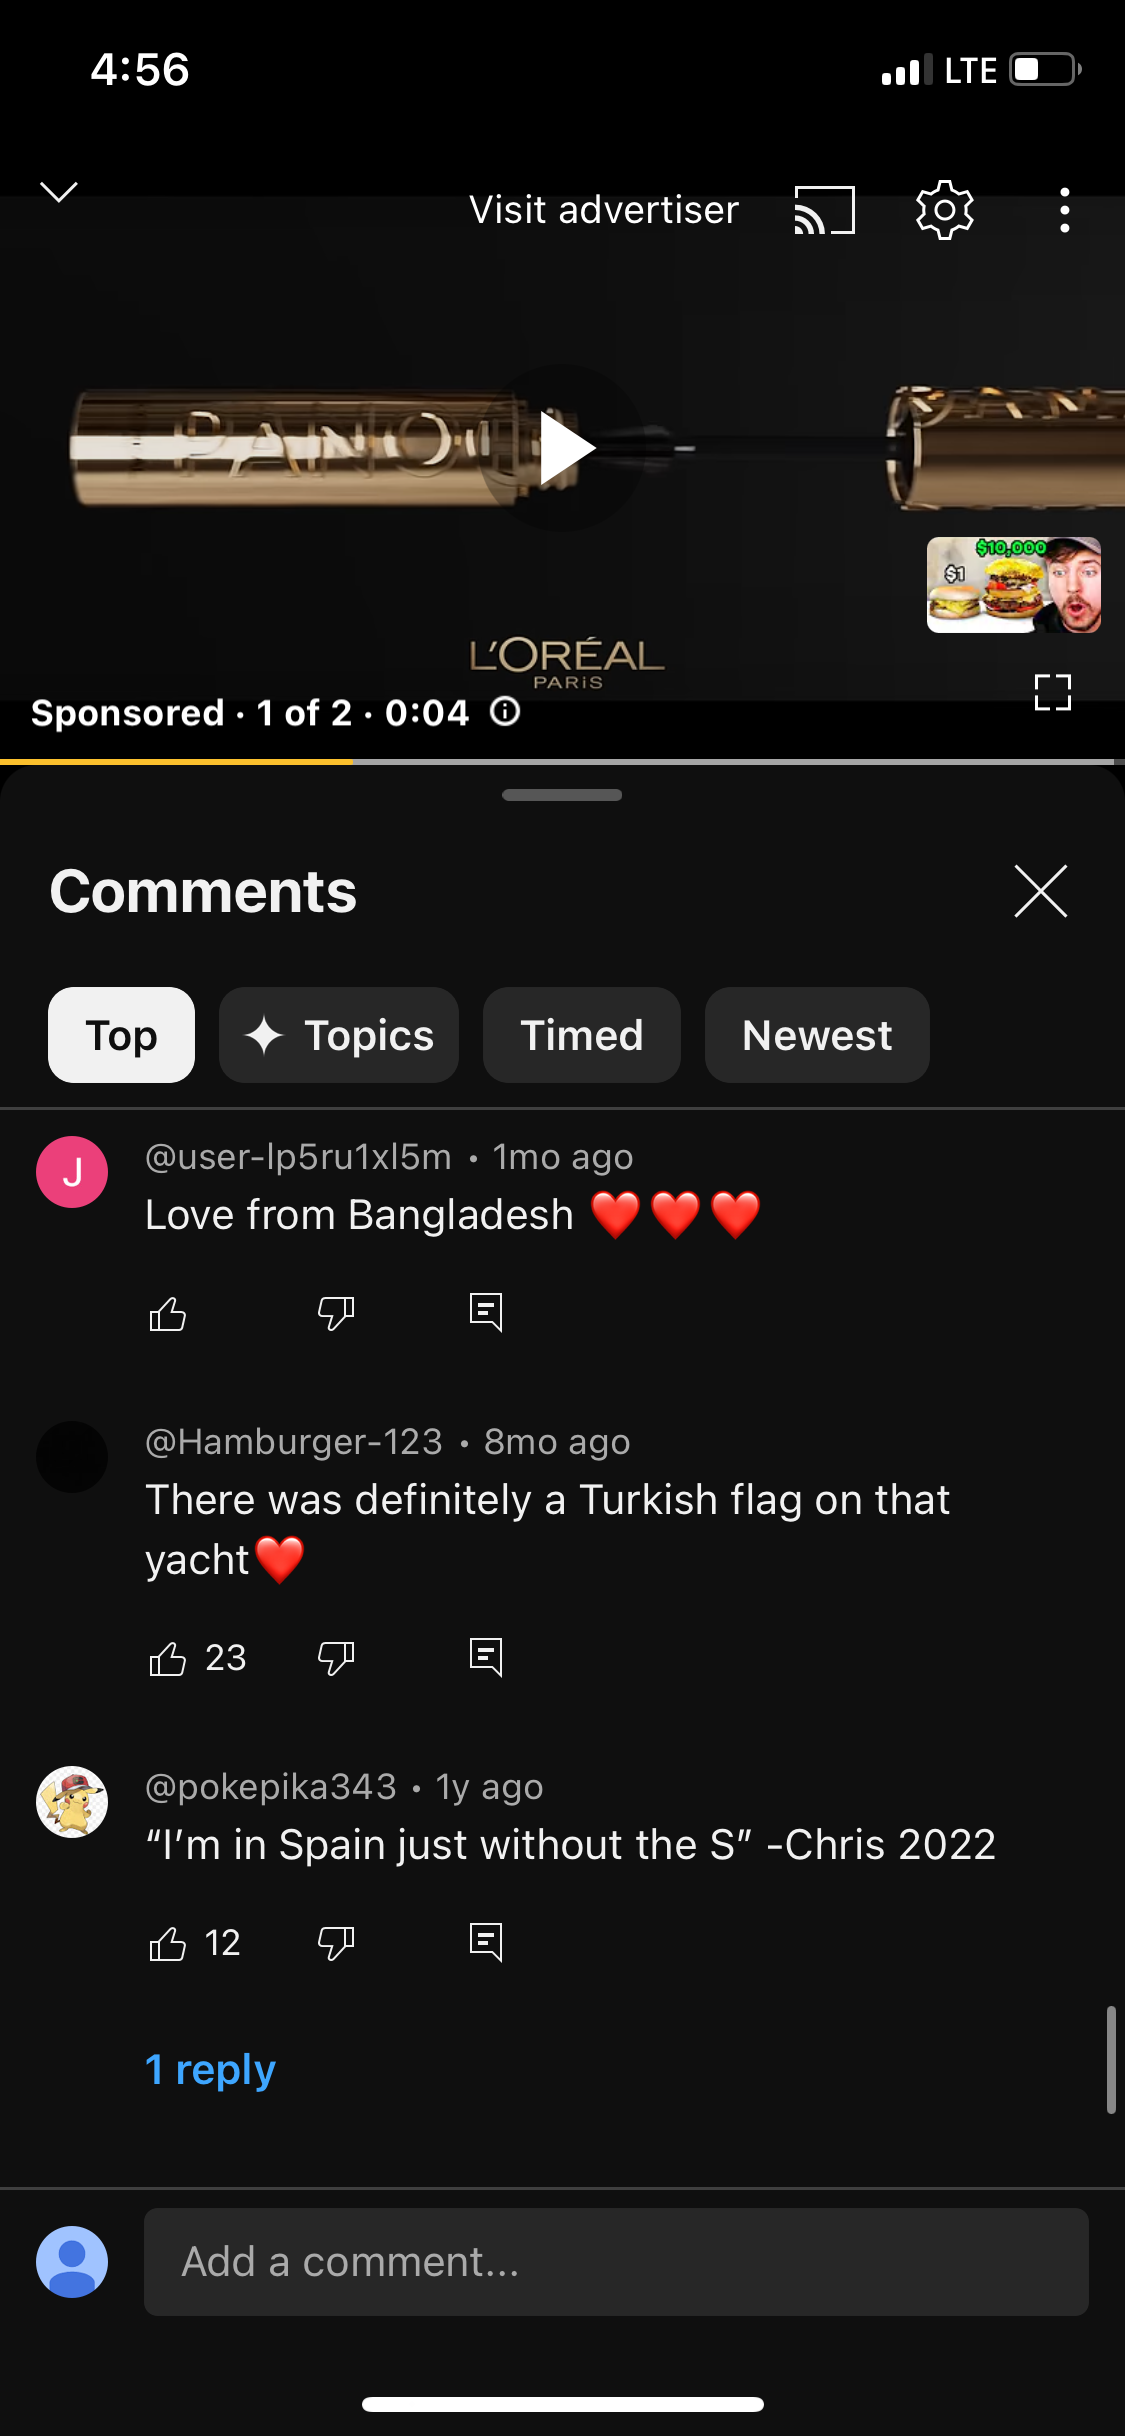 4:56
LTE
Visit advertiser
PANO
PAN
$10,000
$1
L'ORÉAL
PARIS
Sponsored · 1 of 2 · 0:04
Comments
Top
Topics
Timed
Newest
J
@user-lp5ru1xl5m · 1mo ago
Love from Bangladesh ❤️❤️❤️
@Hamburger-123 · 8mo ago
There was definitely a Turkish flag on that
yacht❤️
23
@pokepika343 · 1y ago
“I’m in Spain just without the S” -Chris 2022
12
1 reply
Add a comment...